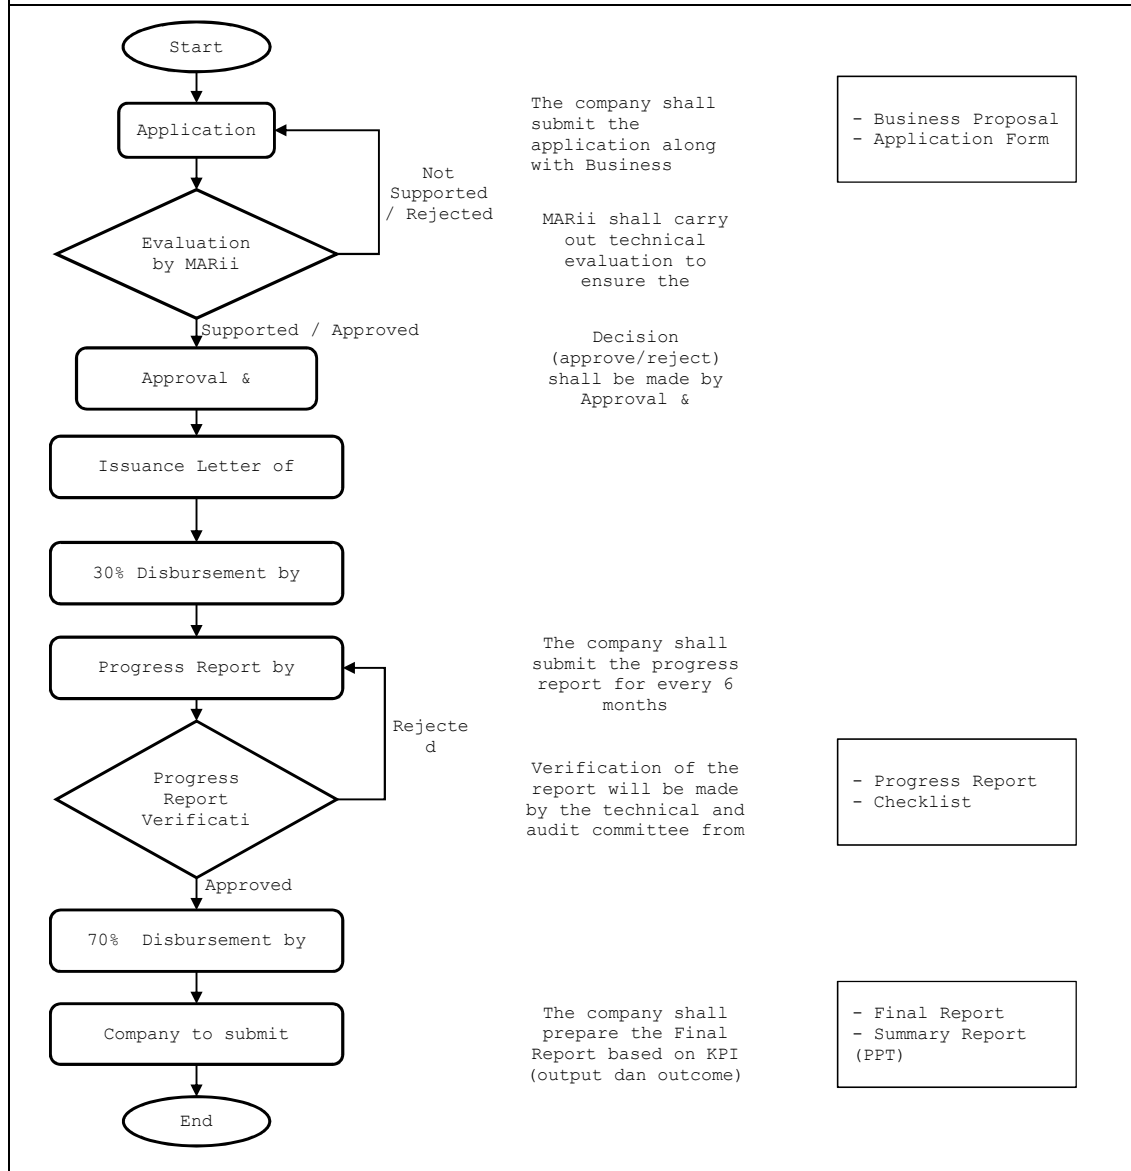 Start
Application
The company shall
submit the
application along
with Business
- Business Proposal
- Application Form
Not
Supported
/ Rejected
Evaluation
by MARii
MARii shall carry
out technical
evaluation to
ensure the
Supported / Approved
Approval &
Decision
(approve/reject)
shall be made by
Approval &
Issuance Letter of
30% Disbursement by
Progress Report by
The company shall
submit the progress
report for every 6
months
Rejecte
d
Progress
Report
Verificati
Verification of the
report will be made
by the technical and
audit committee from
- Progress Report
- Checklist
Approved
70%  Disbursement by
Company to submit
The company shall
prepare the Final
Report based on KPI
(output dan outcome)
- Final Report
- Summary Report
(PPT)
End